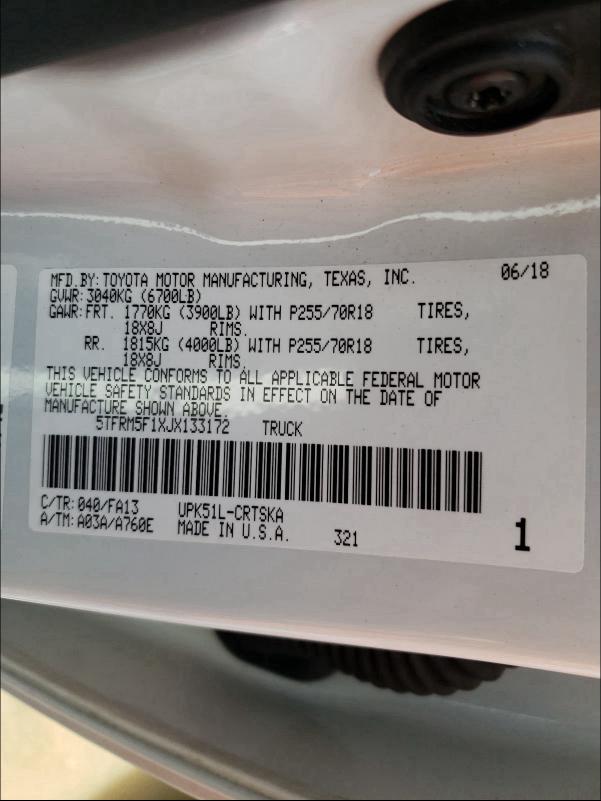 MFD.BY: TOYOTA MOTOR MANUFACTURING, TEXAS, INC. 06/18
GVWR: 3040KG (6700LB)
GAWR: FRT. 1770KG (3900LB) WITH P255/70R18 TIRES,
18X8J RIMS.
RR. 1815KG (4000LB) WITH P255/70R18 TIRES,
18X8J RIMS.
THIS VEHICLE CONFORMS TO ALL APPLICABLE FEDERAL MOTOR
VEHICLE SAFETY STANDARDS IN EFFECT ON THE DATE OF
MANUFACTURE SHOWN ABOVE.
5TFRM5F1XJX133172 TRUCK
C/TR: 040/FA13 UPK51L-CRTSKA
A/TM: A03A/A760E MADE IN U.S.A. 321 1